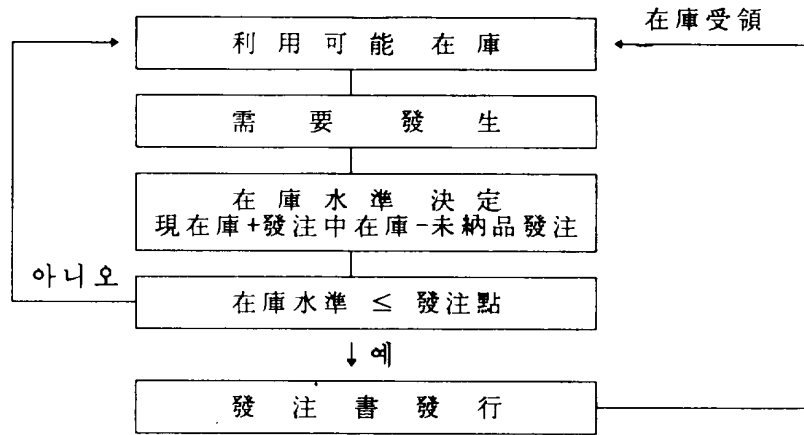 在庫受領
利用可能 在庫
需要發生
在庫水準 決定
現在庫+發注中在庫-未納品發注
아니오
在庫水準 ≤ 發注點
↓ 예
發注書發行